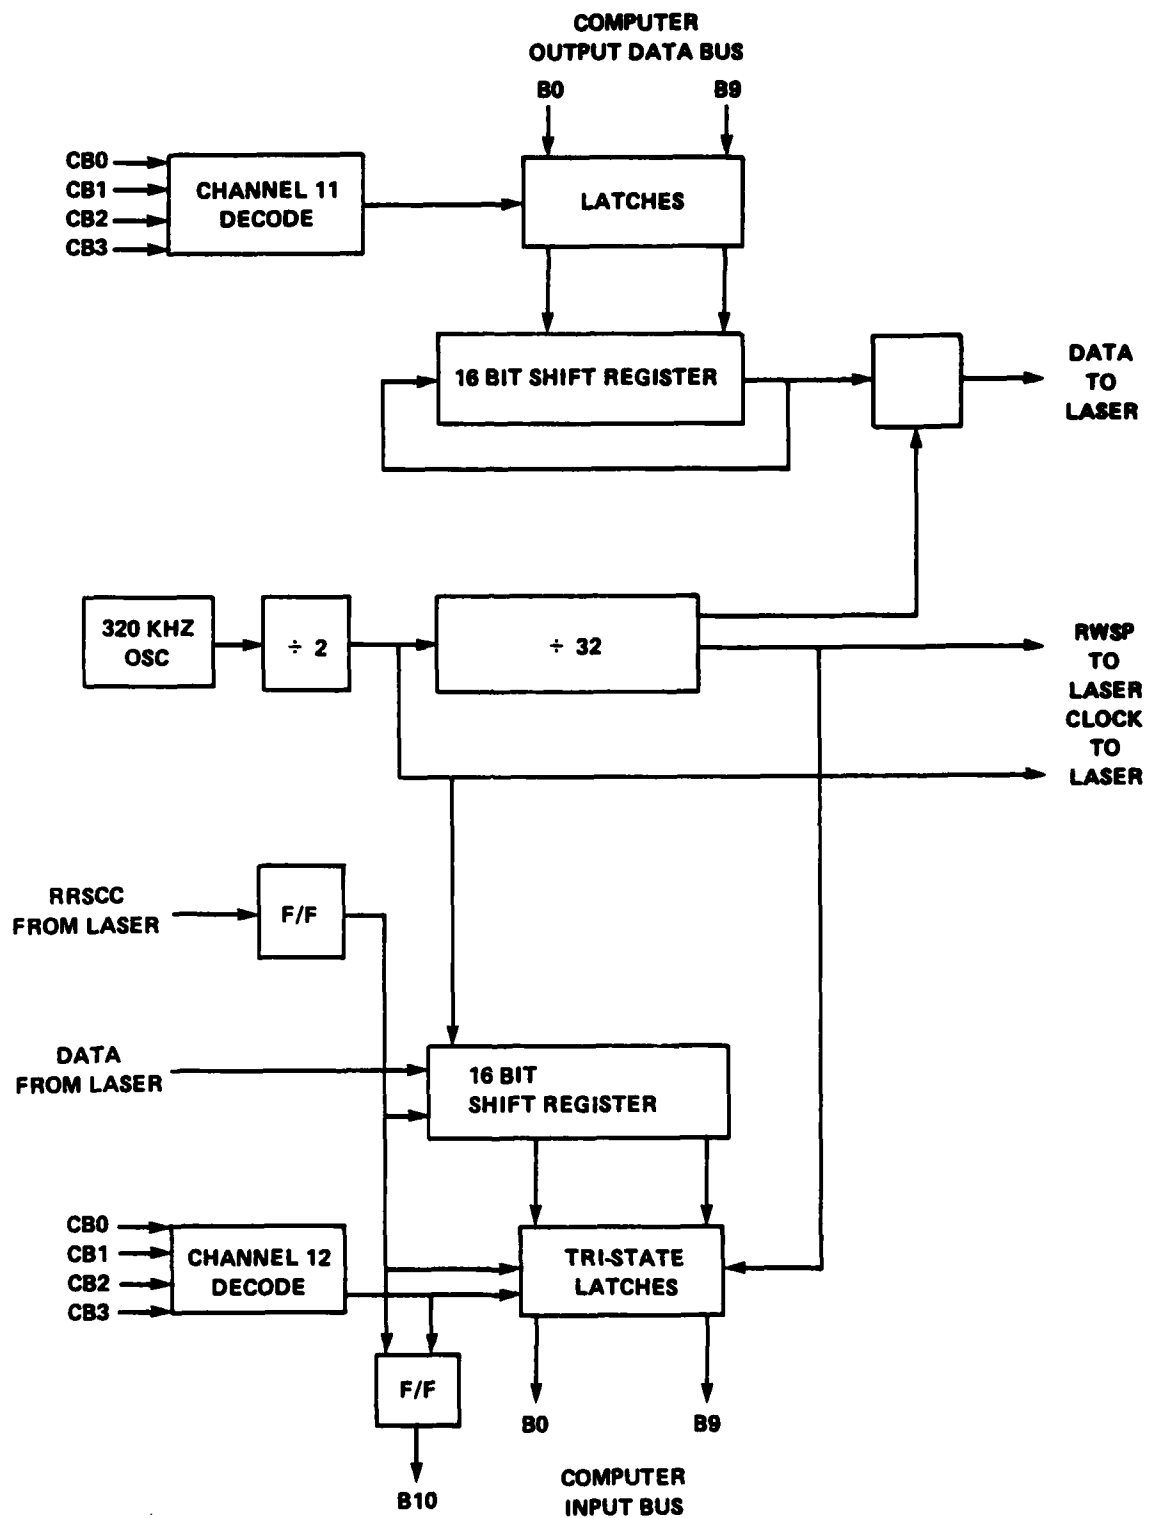 COMPUTER
OUTPUT DATA BUS
B0 B9
CB0
CB1
CB2
CB3
CHANNEL 11
DECODE
LATCHES
16 BIT SHIFT REGISTER
DATA
TO
LASER
320 KHZ
OSC
÷ 2
÷ 32
RWSP
TO
LASER
CLOCK
TO
LASER
RRSCC
FROM LASER
F/F
DATA
FROM LASER
16 BIT
SHIFT REGISTER
CB0
CB1
CB2
CB3
CHANNEL 12
DECODE
TRI-STATE
LATCHES
F/F
B0 B9
B10
COMPUTER
INPUT BUS